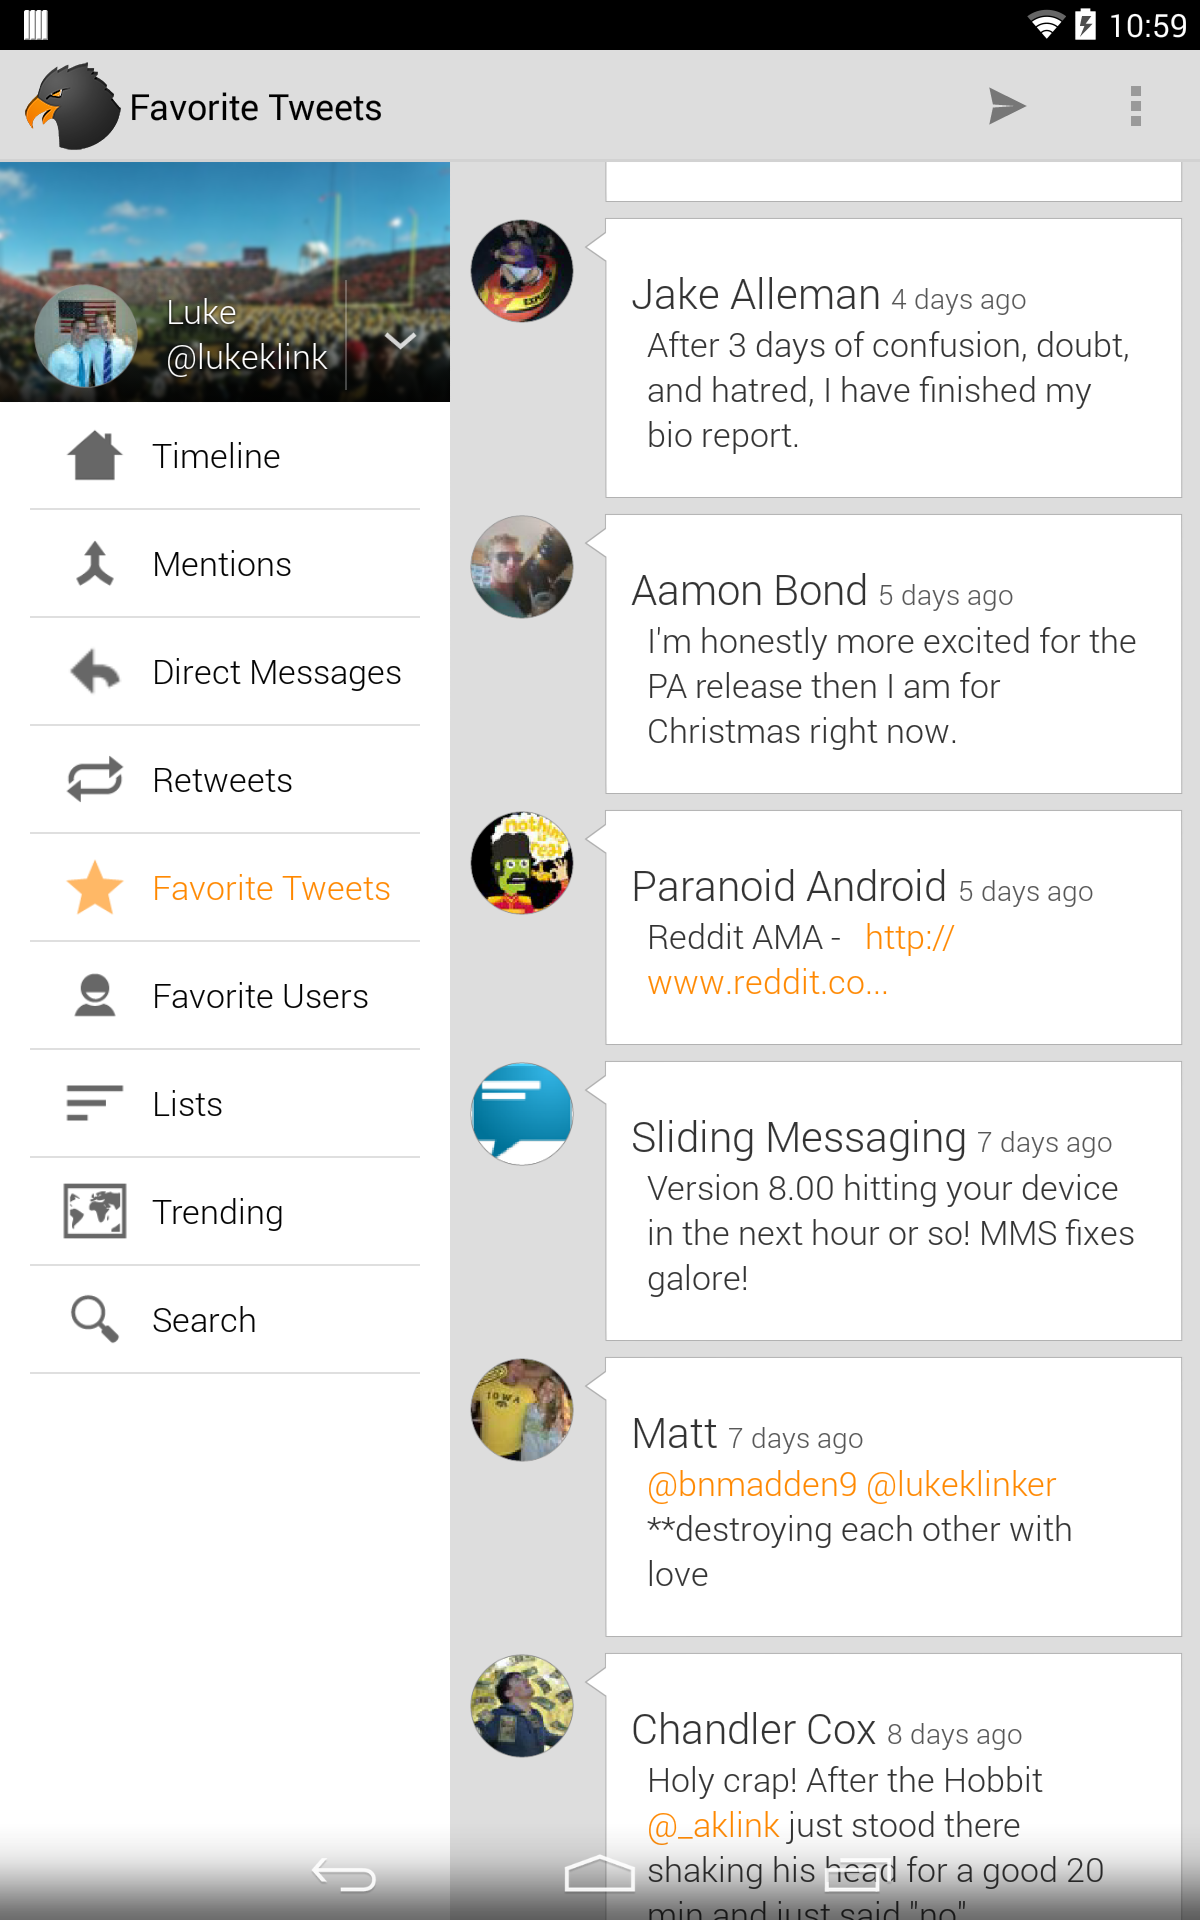 10:59
Favorite Tweets
Luke
@lukeklink
Timeline
Mentions
Direct Messages
Retweets
Favorite Tweets
Favorite Users
Lists
Trending
Search
Jake Alleman 4 days ago
After 3 days of confusion, doubt,
and hatred, I have finished my
bio report.
Aamon Bond 5 days ago
I'm honestly more excited for the
PA release then I am for
Christmas right now.
nothing
is
real
Paranoid Android 5 days ago
Reddit AMA - http://
www.reddit.co...
Sliding Messaging 7 days ago
Version 8.00 hitting your device
in the next hour or so! MMS fixes
galore!
IOWA
Matt 7 days ago
@bnmadden9 @lukeklinker
**destroying each other with
love
Chandler Cox 8 days ago
Holy crap! After the Hobbit
@_aklink just stood there
shaking his head for a good 20
min and just said "no"